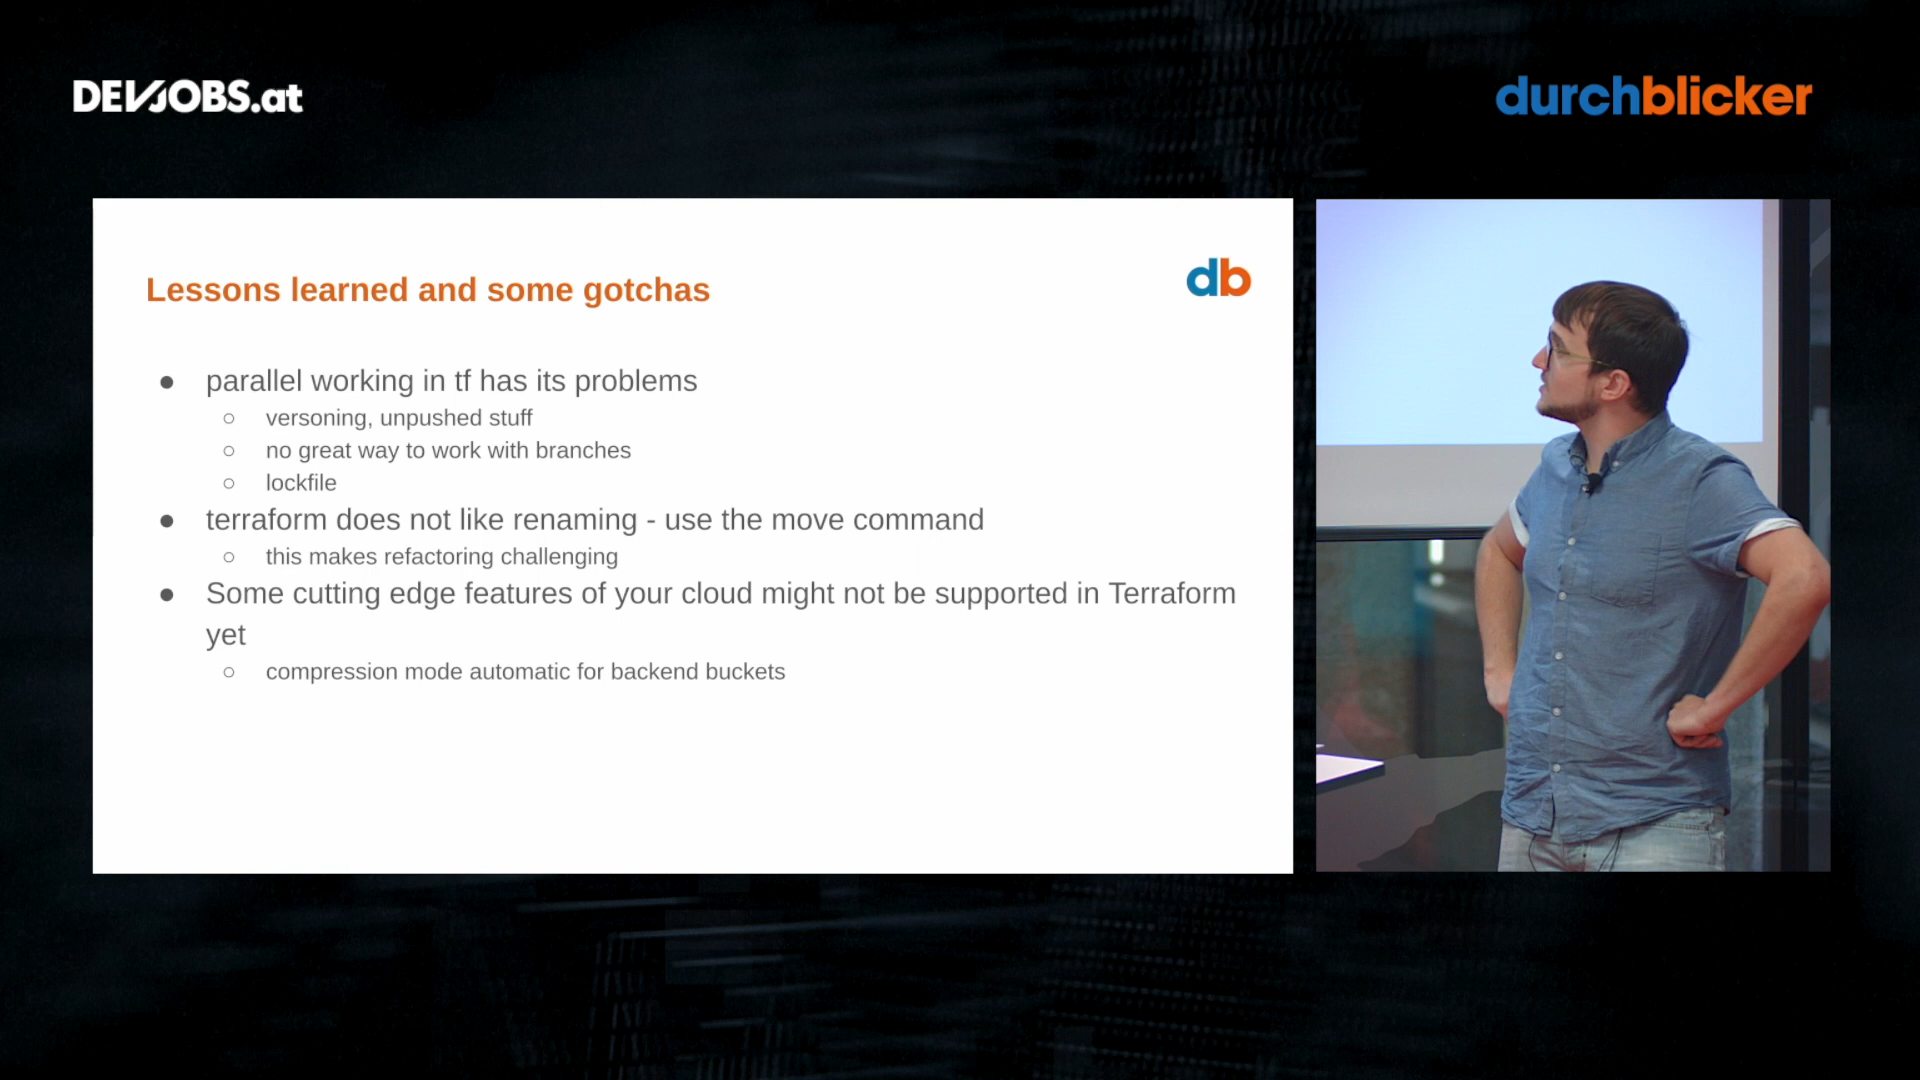 DEVJOBS.at
durchblicker
db
Lessons learned and some gotchas
● parallel working in tf has its problems
○ versoning, unpushed stuff
○ no great way to work with branches
○ lockfile
● terraform does not like renaming - use the move command
○ this makes refactoring challenging
● Some cutting edge features of your cloud might not be supported in Terraform
yet
○ compression mode automatic for backend buckets